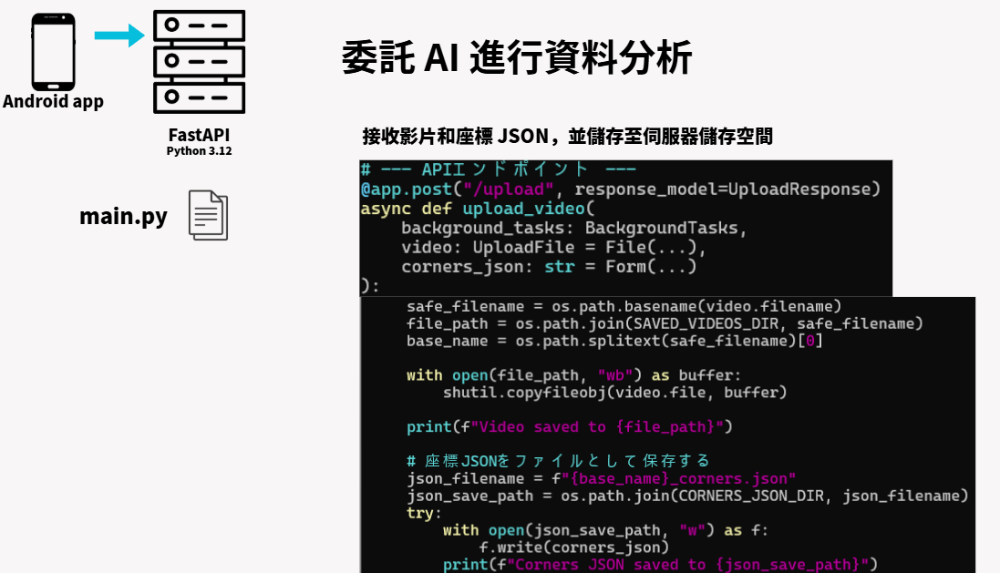 委託 AI 進行資料分析
Android app
FastAPI
Python 3.12
main.py
接收影片和座標 JSON，並儲存至伺服器儲存空間
# --- APIエンドポイント ---
@app.post("/upload", response_model=UploadResponse)
async def upload_video(
    background_tasks: BackgroundTasks,
    video: UploadFile = File(...),
    corners_json: str = Form(...)
):
    safe_filename = os.path.basename(video.filename)
    file_path = os.path.join(SAVED_VIDEOS_DIR, safe_filename)
    base_name = os.path.splitext(safe_filename)[0]
    with open(file_path, "wb") as buffer:
        shutil.copyfileobj(video.file, buffer)
    print(f"Video saved to {file_path}")
    # 座標JSONをファイルとして保存する
    json_filename = f"{base_name}_corners.json"
    json_save_path = os.path.join(CORNERS_JSON_DIR, json_filename)
    try:
        with open(json_save_path, "w") as f:
            f.write(corners_json)
        print(f"Corners JSON saved to {json_save_path}")